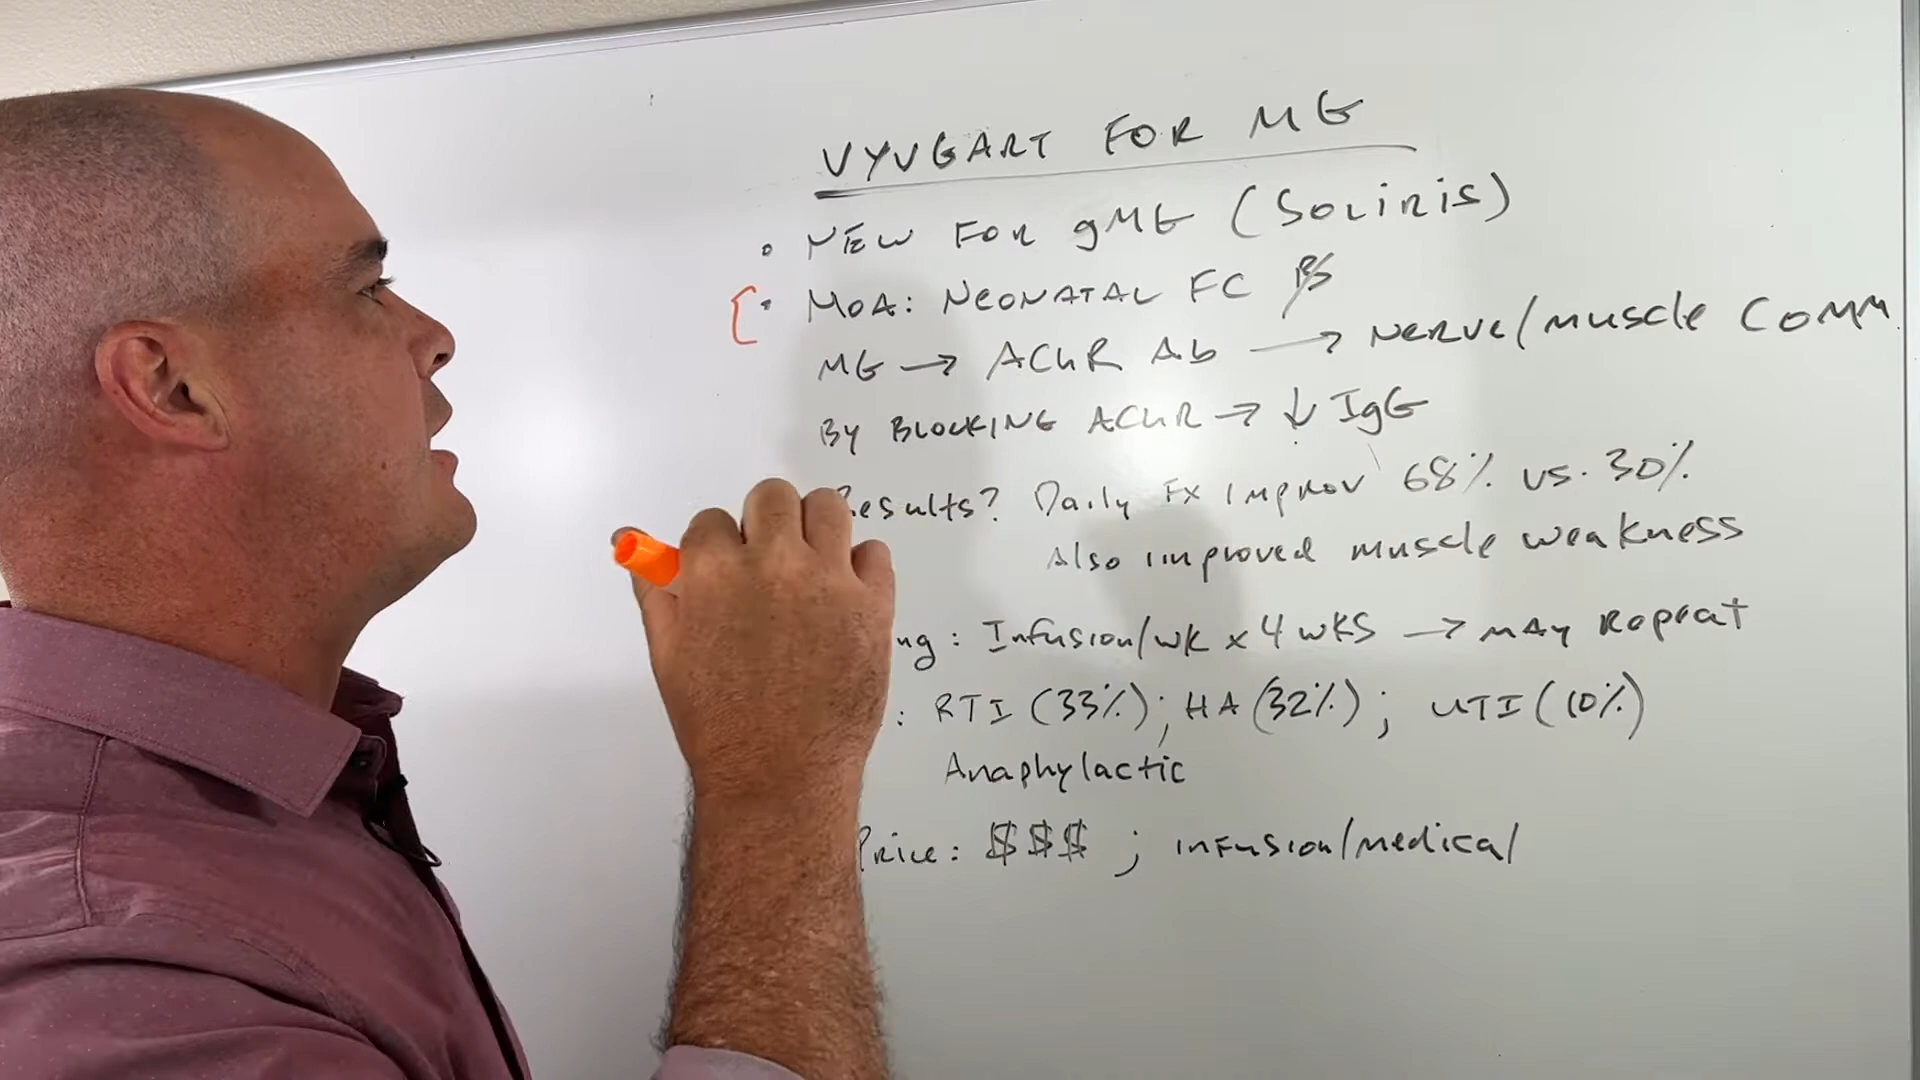 VYVGART FOR MG
• NEW FOR gMG (Soliris)
• MOA: NEONATAL FC
MG → AChR Ab → Nerve/muscle Comm.
By BLOCKING AChR → ↓ IgG
Results? Daily FX Improv 68% vs. 30%
Also improved muscle weakness
ng: Infusion/wk x 4 wks → may Repeat
: RTI (33%); HA (32%); UTI (10%)
Anaphylactic
Price: $$$ ; infusion/medical